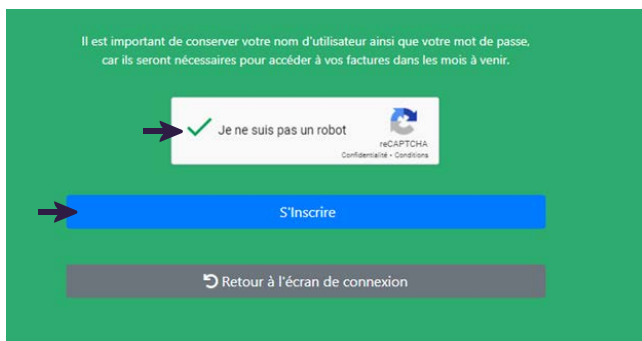 Il est important de conserver votre nom d'utilisateur ainsi que votre mot de passe,
car ils seront nécessaires pour accéder à vos factures dans les mois à venir.
Je ne suis pas un robot
reCAPTCHA
Confidentialité - Conditions
S'Inscrire
Retour à l'écran de connexion